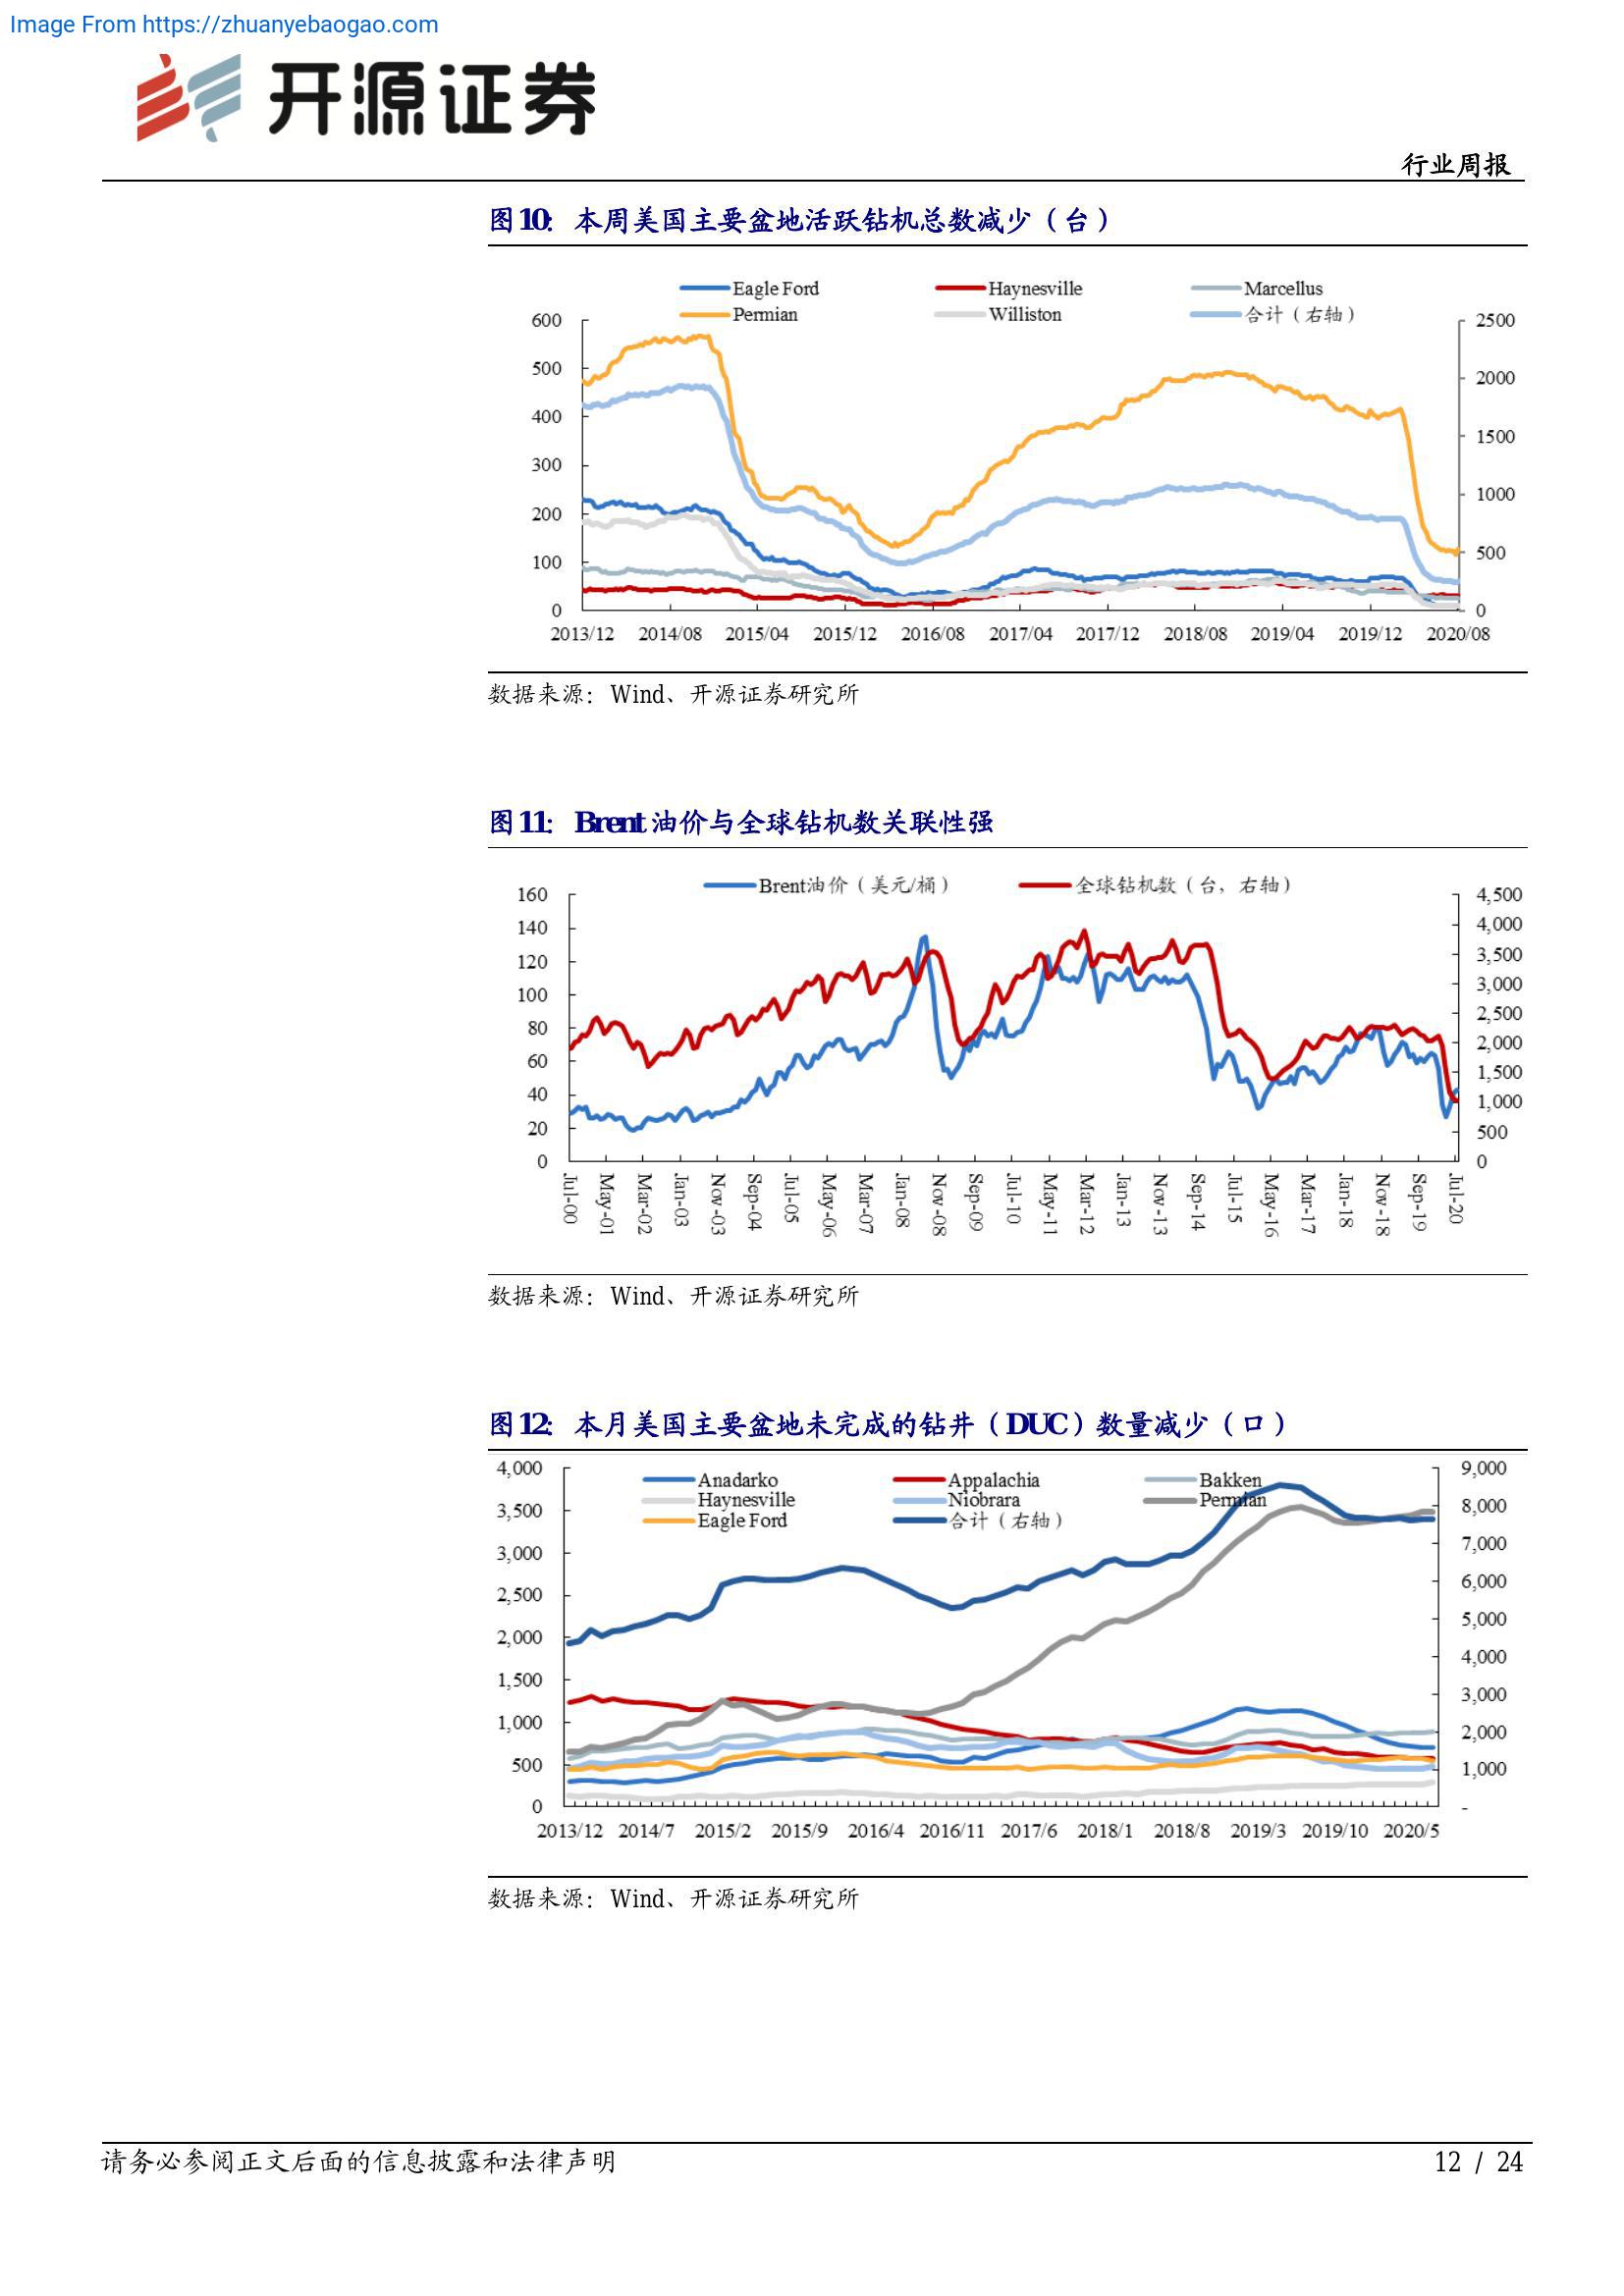 Image From https://zhuanyebaogao.com
开源证券
行业周报
图10: 本周美国主要盆地活跃钻机总数减少（台）
Eagle Ford Haynesville Marcellus
Permian Williston 合计（右轴）
600 2500
500 2000
400 1500
300 1000
200 500
100 0
0
2013/12 2014/08 2015/04 2015/12 2016/08 2017/04 2017/12 2018/08 2019/04 2019/12 2020/08
数据来源：Wind、开源证券研究所
图11: Brent油价与全球钻机数关联性强
Brent油价（美元/桶） 全球钻机数（台，右轴）
160 4,500
140 4,000
120 3,500
100 3,000
80 2,500
60 2,000
40 1,500
20 1,000
0 500
0
Jul-00 May-01 Mar-02 Jan-03 Nov-03 Sep-04 Jul-05 May-06 Mar-07 Jan-08 Nov-08 Sep-09 Jul-10 May-11 Mar-12 Jan-13 Nov-13 Sep-14 Jul-15 May-16 Mar-17 Jan-18 Nov-18 Sep-19 Jul-20
数据来源：Wind、开源证券研究所
图12: 本月美国主要盆地未完成的钻井（DUC）数量减少（口）
Anadarko Appalachia Bakken
Haynesville Niobrara Permian
Eagle Ford 合计（右轴）
4,000 9,000
3,500 8,000
3,000 7,000
2,500 6,000
2,000 5,000
1,500 4,000
1,000 3,000
500 2,000
0 1,000
-
2013/12 2014/7 2015/2 2015/9 2016/4 2016/11 2017/6 2018/1 2018/8 2019/3 2019/10 2020/5
数据来源：Wind、开源证券研究所
请务必参阅正文后面的信息披露和法律声明 12 / 24